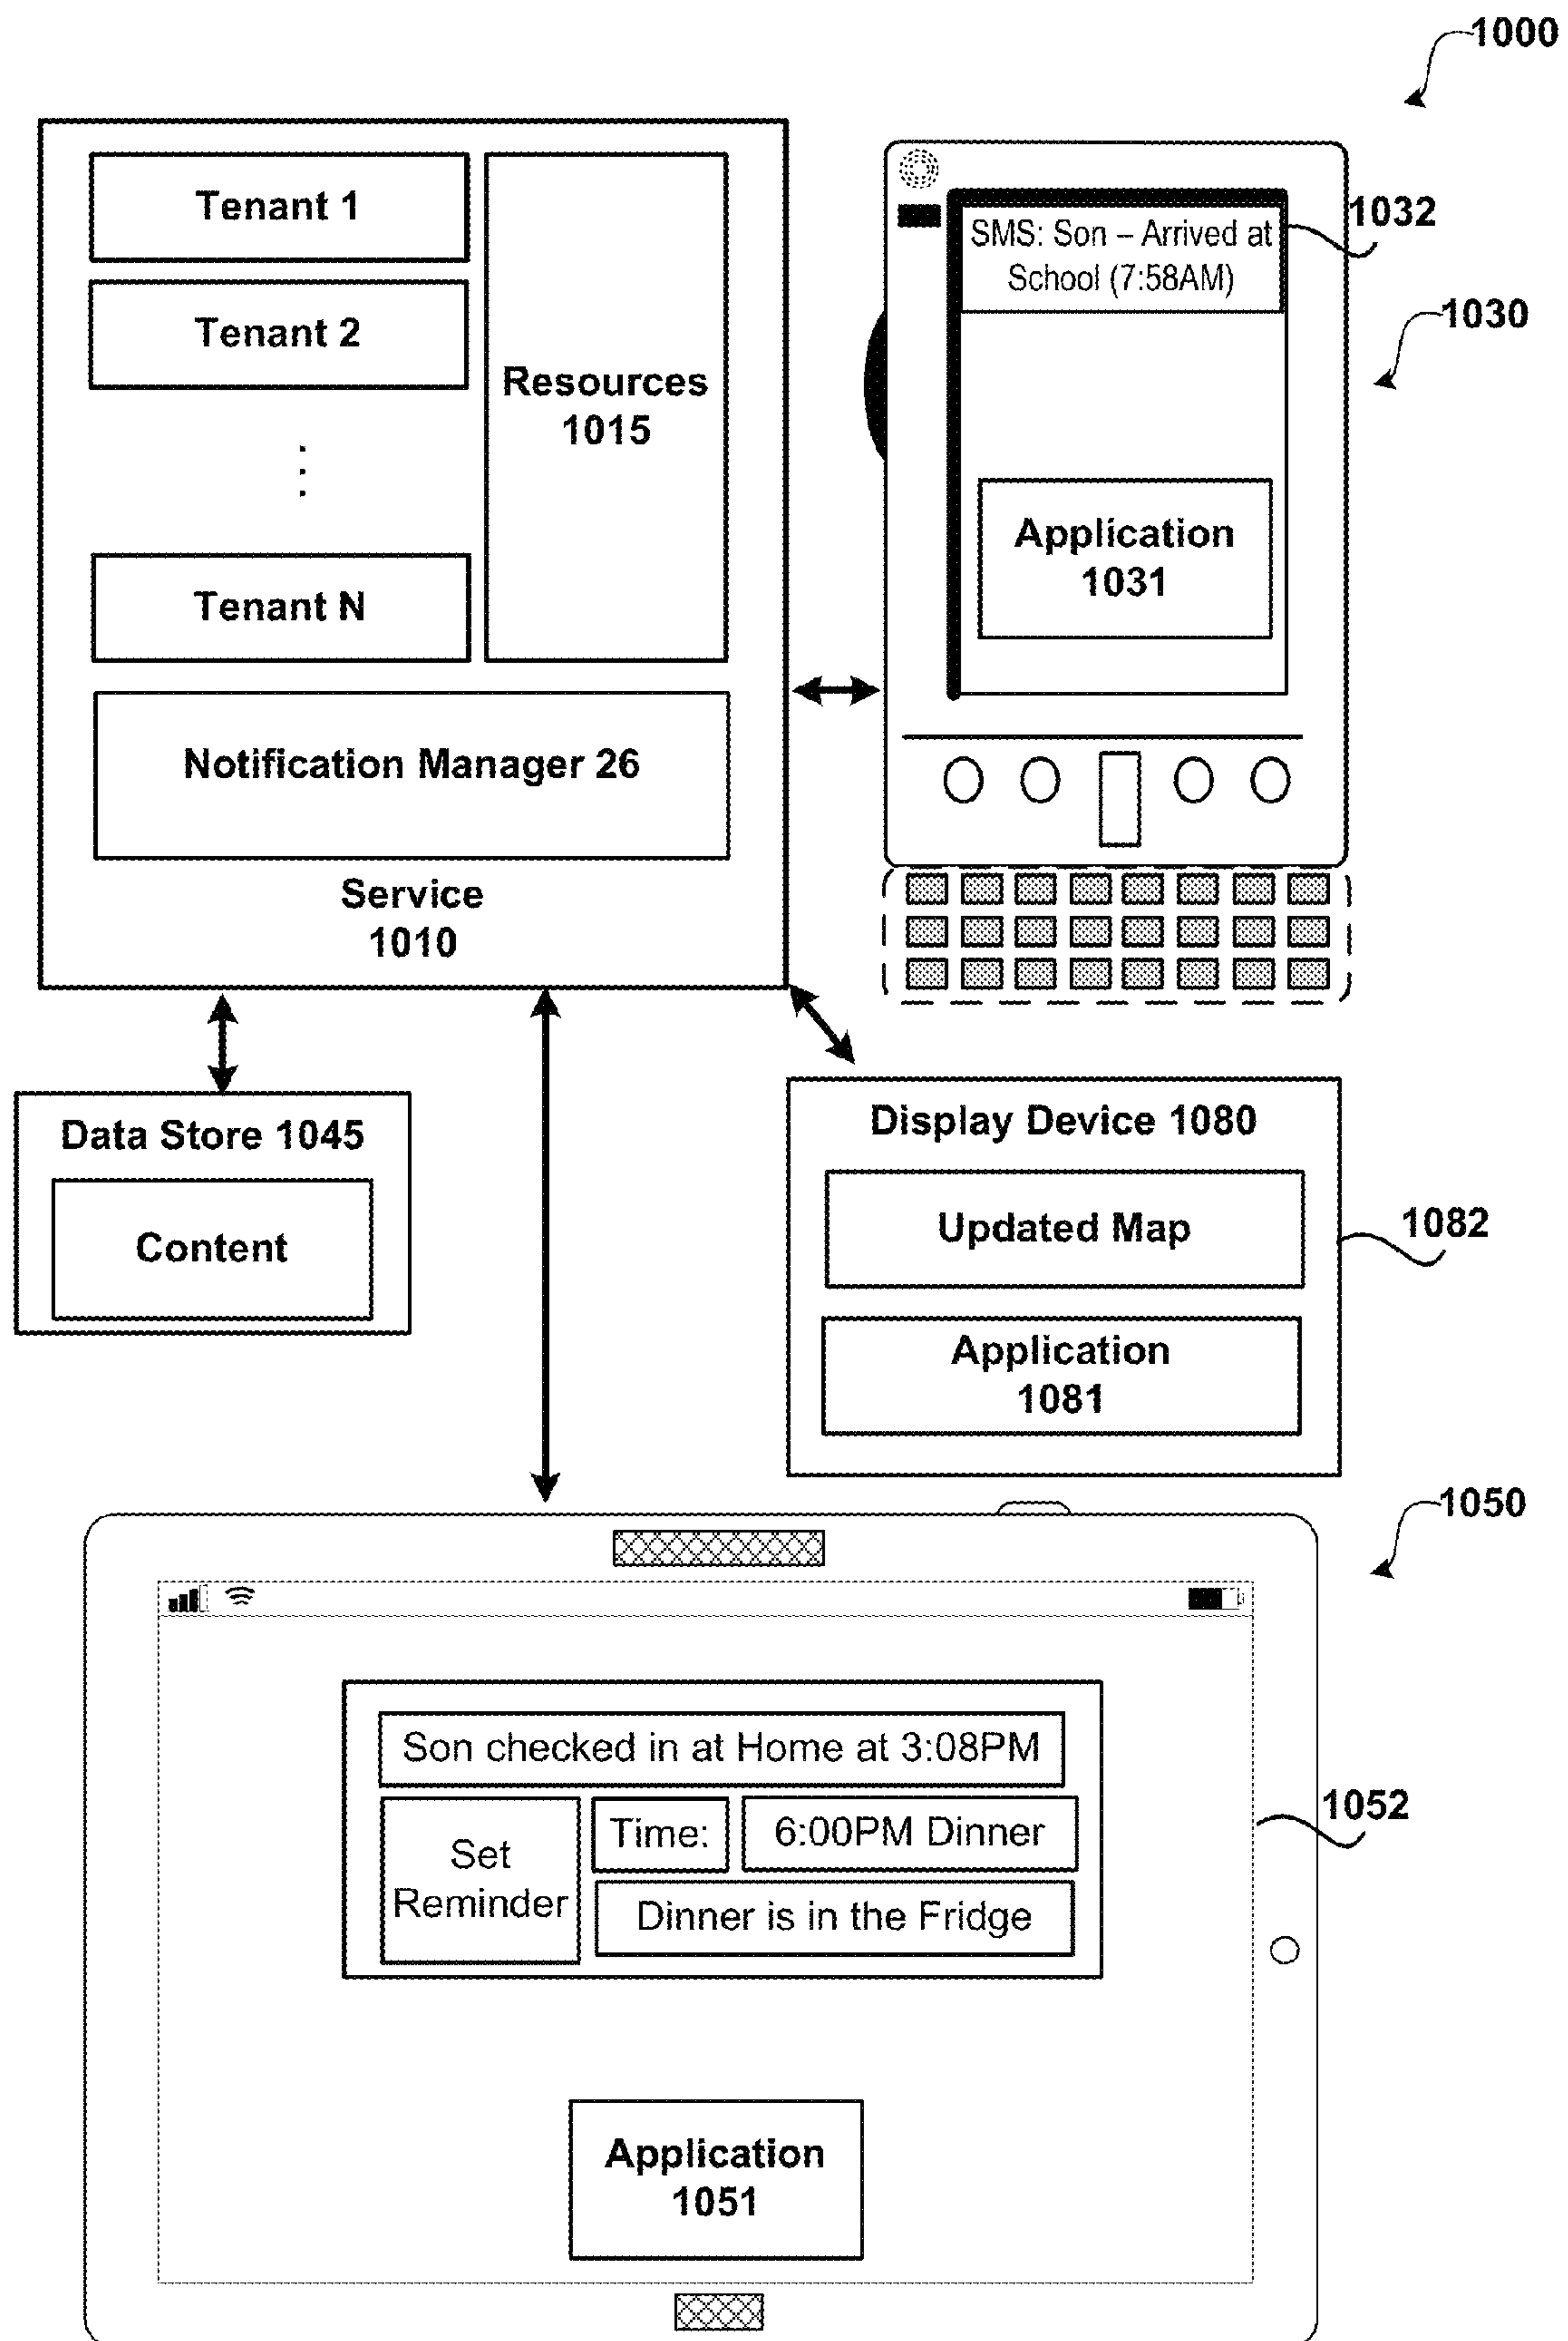 1000
Tenant 1
Tenant 2
Tenant N
Resources
1015
Notification Manager 26
Service
1010
SMS: Son – Arrived at
School (7:58AM)
1032
1030
Application
1031
Data Store 1045
Content
Display Device 1080
Updated Map
1082
Application
1081
1050
Son checked in at Home at 3:08PM
Set
Reminder
Time:
6:00PM Dinner
Dinner is in the Fridge
1052
Application
1051